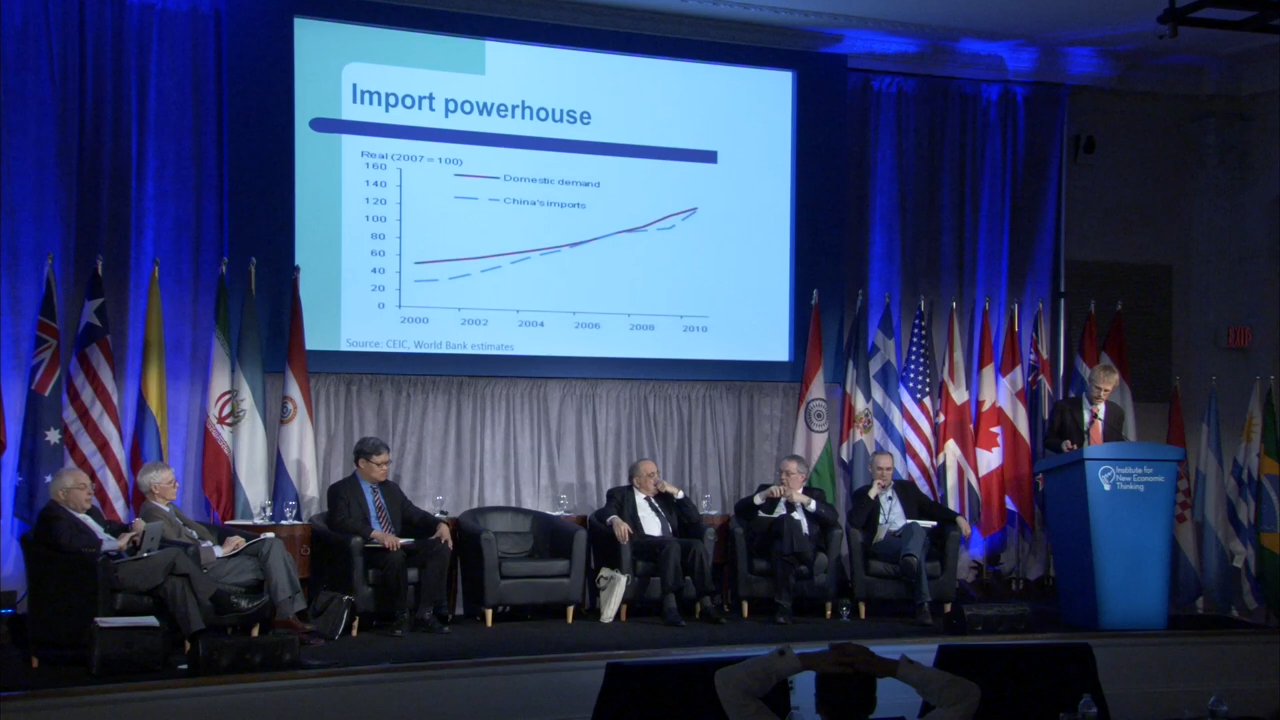 Import powerhouse
Real (2007 = 100)
160
140
120
100
80
60
40
20
0
Domestic demand
China's imports
2000 2002 2004 2006 2008 2010
Source: CEIC, World Bank estimates
EXIP
Institute for
New Economic
Thinking